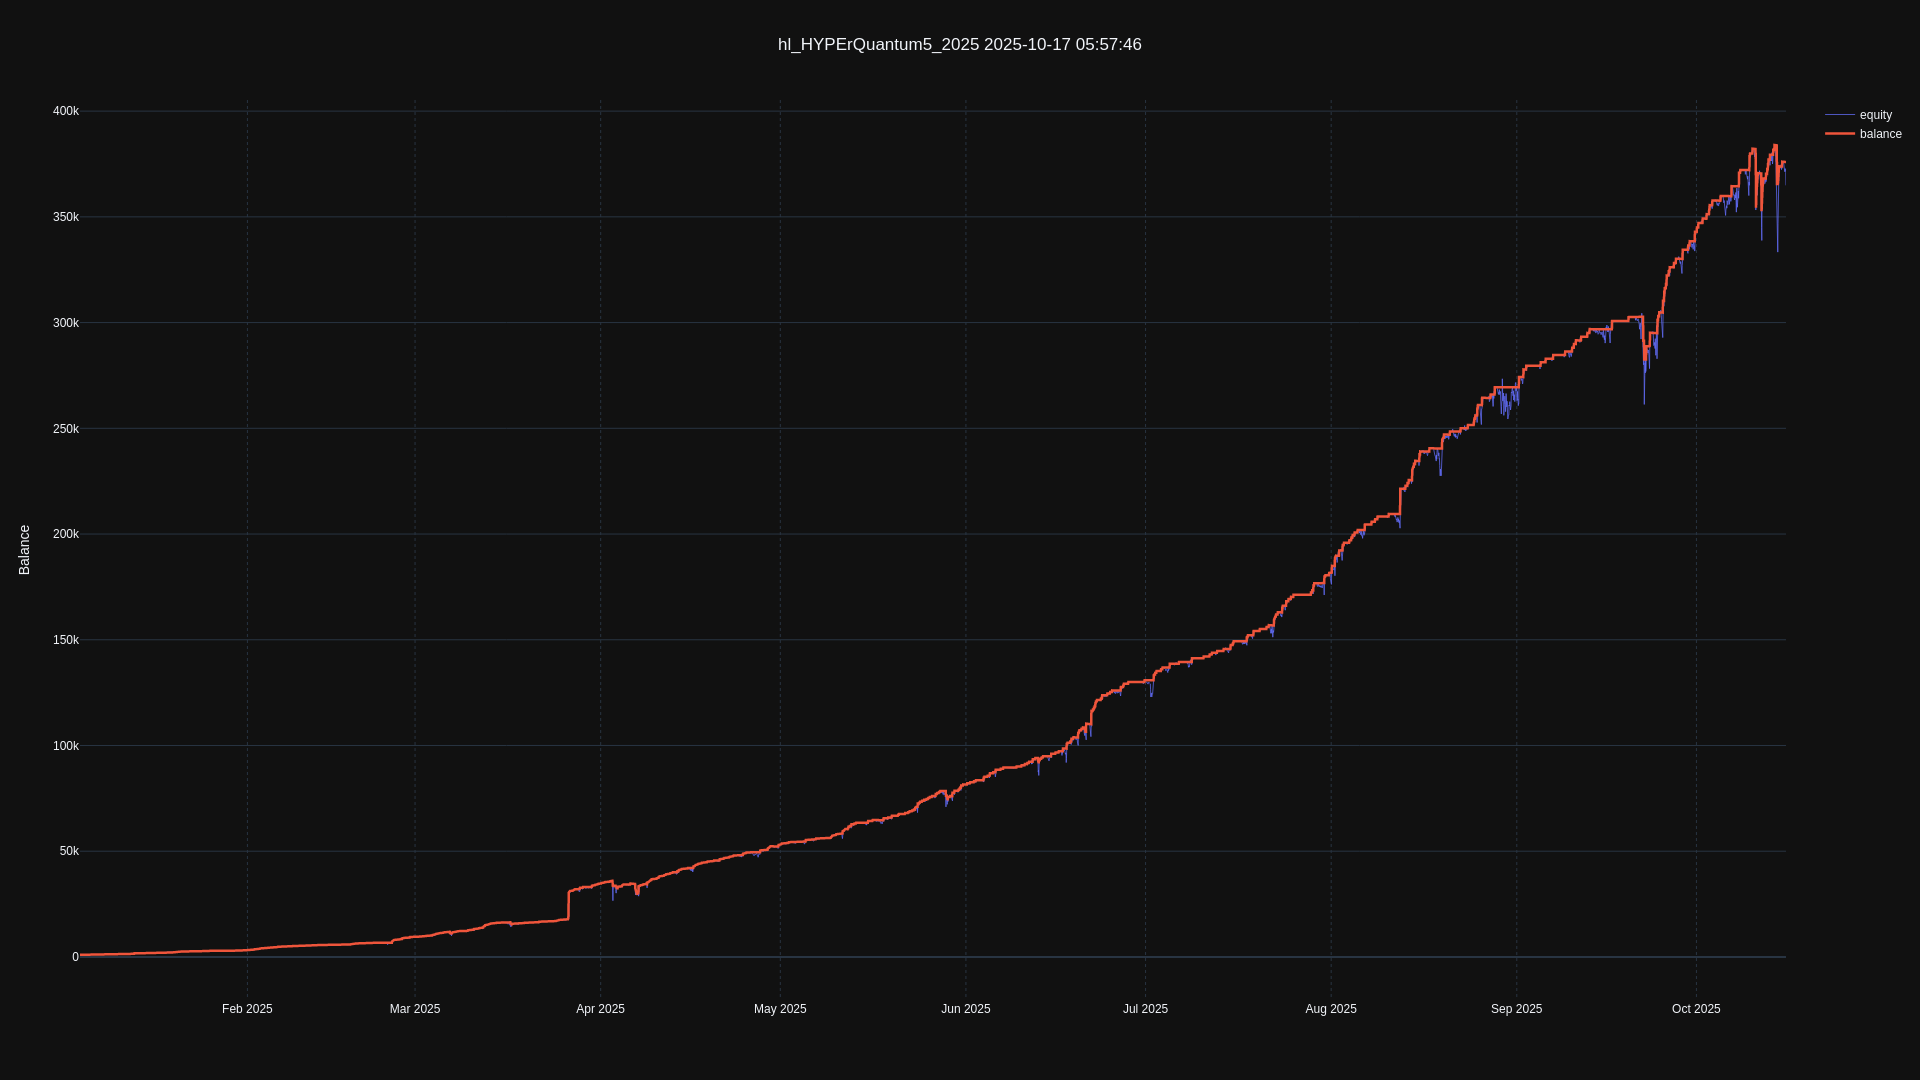 hl_HYPErQuantum5_2025 2025-10-17 05:57:46
equity
balance
Balance
400k
350k
300k
250k
200k
150k
100k
50k
0
Feb 2025
Mar 2025
Apr 2025
May 2025
Jun 2025
Jul 2025
Aug 2025
Sep 2025
Oct 2025